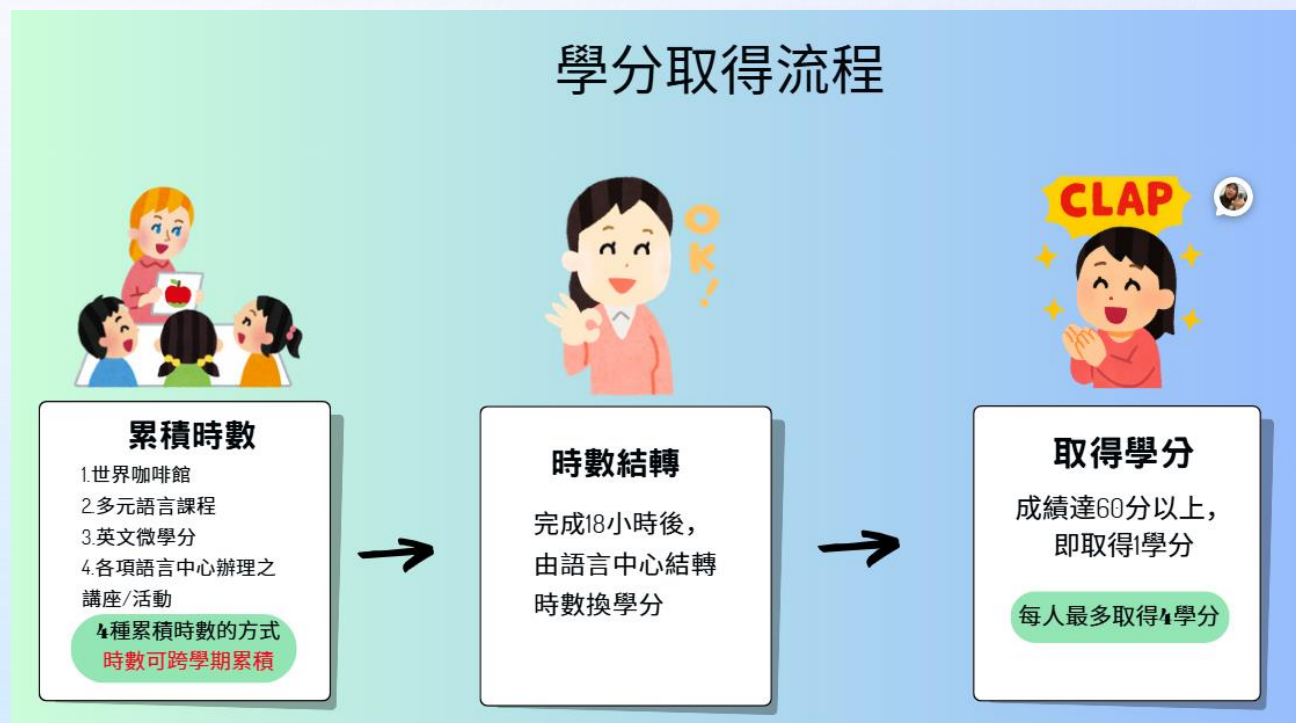 學分取得流程
OK!
CLAP
累積時數
1.世界咖啡館
2.多元語言課程
3.英文微學分
4.各項語言中心辦理之
講座/活動
4種累積時數的方式
時數可跨學期累積
時數結轉
完成18小時後，
由語言中心結轉
時數換學分
取得學分
成績達60分以上，
即取得1學分
每人最多取得4學分